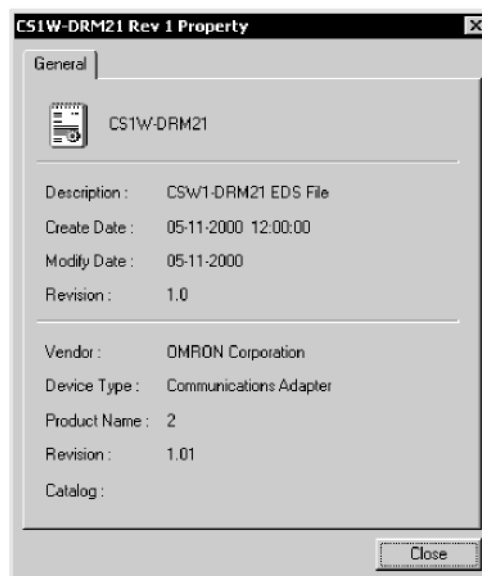 CS1W-DRM21 Rev 1 Property
General
CS1W-DRM21
Description : CSW1-DRM21 EDS File
Create Date : 05-11-2000 12:00:00
Modify Date : 05-11-2000
Revision : 1.0
Vendor : OMRON Corporation
Device Type : Communications Adapter
Product Name : 2
Revision : 1.01
Catalog :
Close